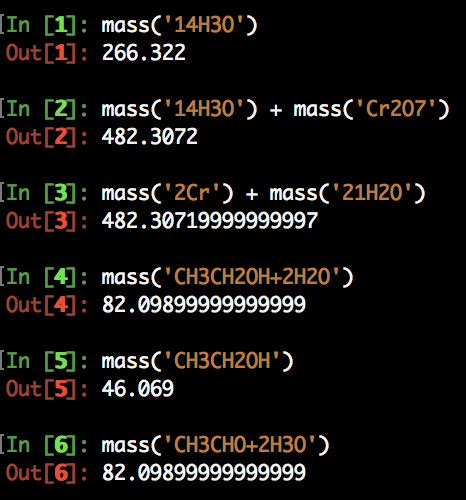 In [1]: mass('14H3O')
Out[1]: 266.322
In [2]: mass('14H3O') + mass('Cr2O7')
Out[2]: 482.3072
In [3]: mass('2Cr') + mass('21H2O')
Out[3]: 482.30719999999997
In [4]: mass('CH3CH2OH+2H2O')
Out[4]: 82.09899999999999
In [5]: mass('CH3CH2OH')
Out[5]: 46.069
In [6]: mass('CH3CHO+2H3O')
Out[6]: 82.09899999999999